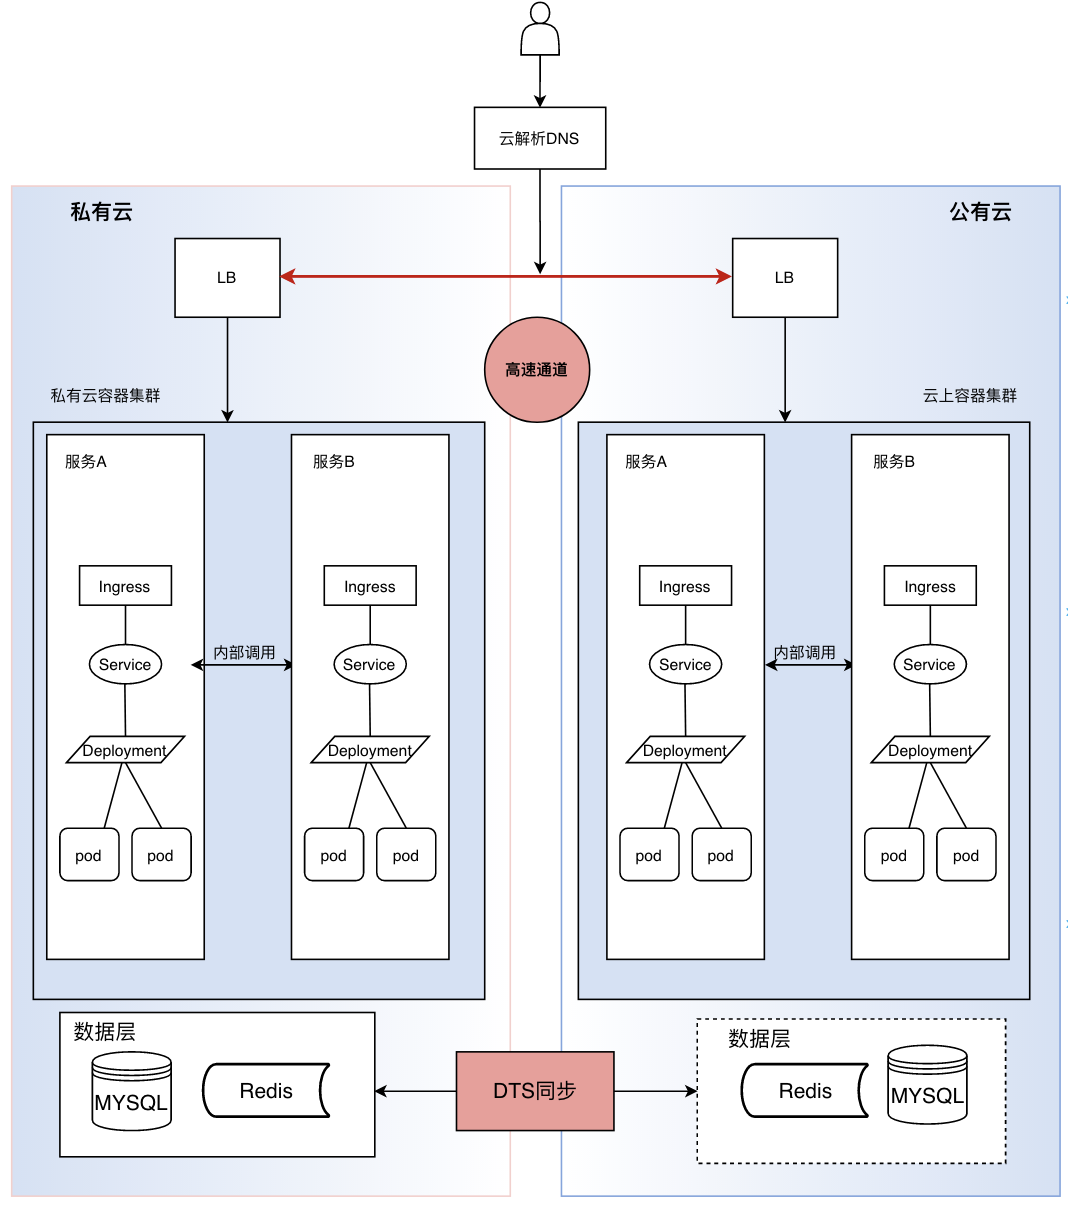 云解析DNS
私有云
公有云
LB
LB
高速通道
私有云容器集群
云上容器集群
服务A
服务B
服务A
服务B
Ingress
Ingress
Ingress
Ingress
Service
内部调用
Service
Service
内部调用
Service
Deployment
Deployment
Deployment
Deployment
pod
pod
pod
pod
pod
pod
pod
pod
数据层
MYSQL
Redis
DTS同步
数据层
Redis
MYSQL